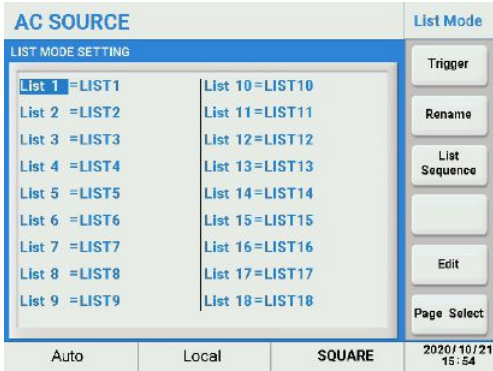 AC SOURCE
List Mode
LIST MODE SETTING
List 1 =LIST1
List 2 =LIST2
List 3 =LIST3
List 4 =LIST4
List 5 =LIST5
List 6 =LIST6
List 7 =LIST7
List 8 =LIST8
List 9 =LIST9
List 10=LIST10
List 11=LIST11
List 12=LIST12
List 13=LIST13
List 14=LIST14
List 15=LIST15
List 16=LIST16
List 17=LIST17
List 18=LIST18
Trigger
Rename
List
Sequence
Edit
Page Select
Auto
Local
SQUARE
2020/10/21
15:54